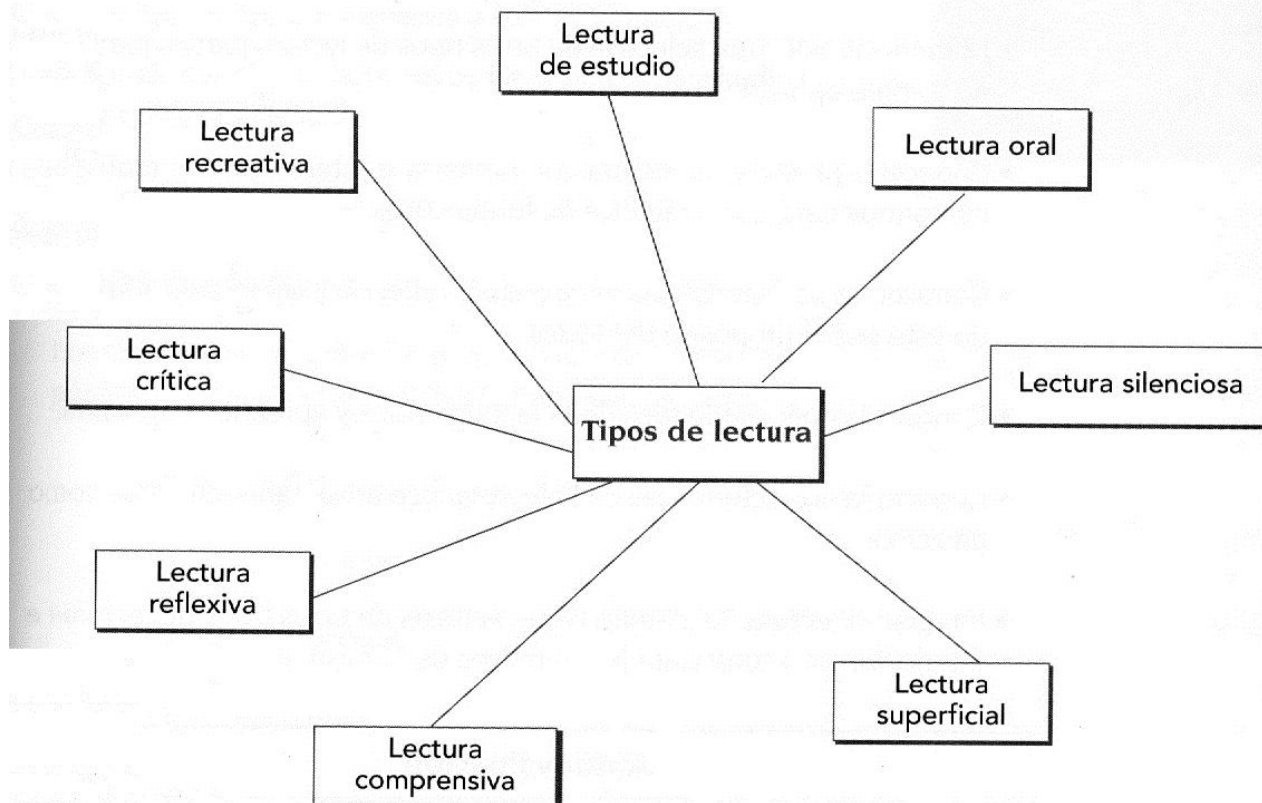 Lectura
de estudio
Lectura
recreativa
Lectura oral
Lectura
crítica
Lectura silenciosa
Tipos de lectura
Lectura
reflexiva
Lectura
superficial
Lectura
comprensiva